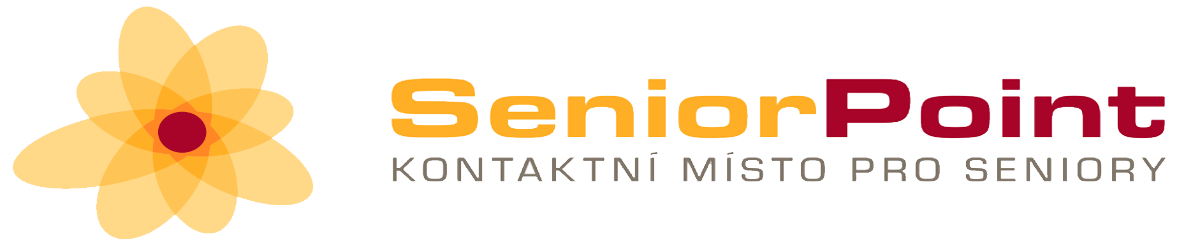 SeniorPoint
KONTAKTNÍ MÍSTO PRO SENIORY